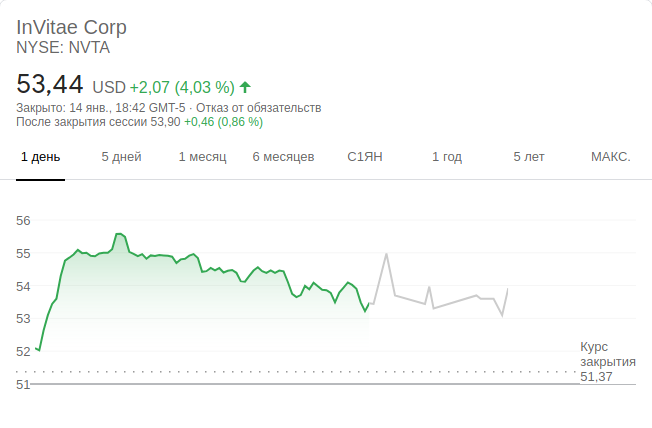 InVitae Corp
NYSE: NVTA
53,44 USD +2,07 (4,03 %)
Закрыто: 14 янв., 18:42 GMT-5 · Отказ от обязательств
После закрытия сессии 53,90 +0,46 (0,86 %)
1 день 5 дней 1 месяц 6 месяцев С1ЯН 1 год 5 лет МАКС.
56
55
54
53
52
51
Курс
закрытия
51,37